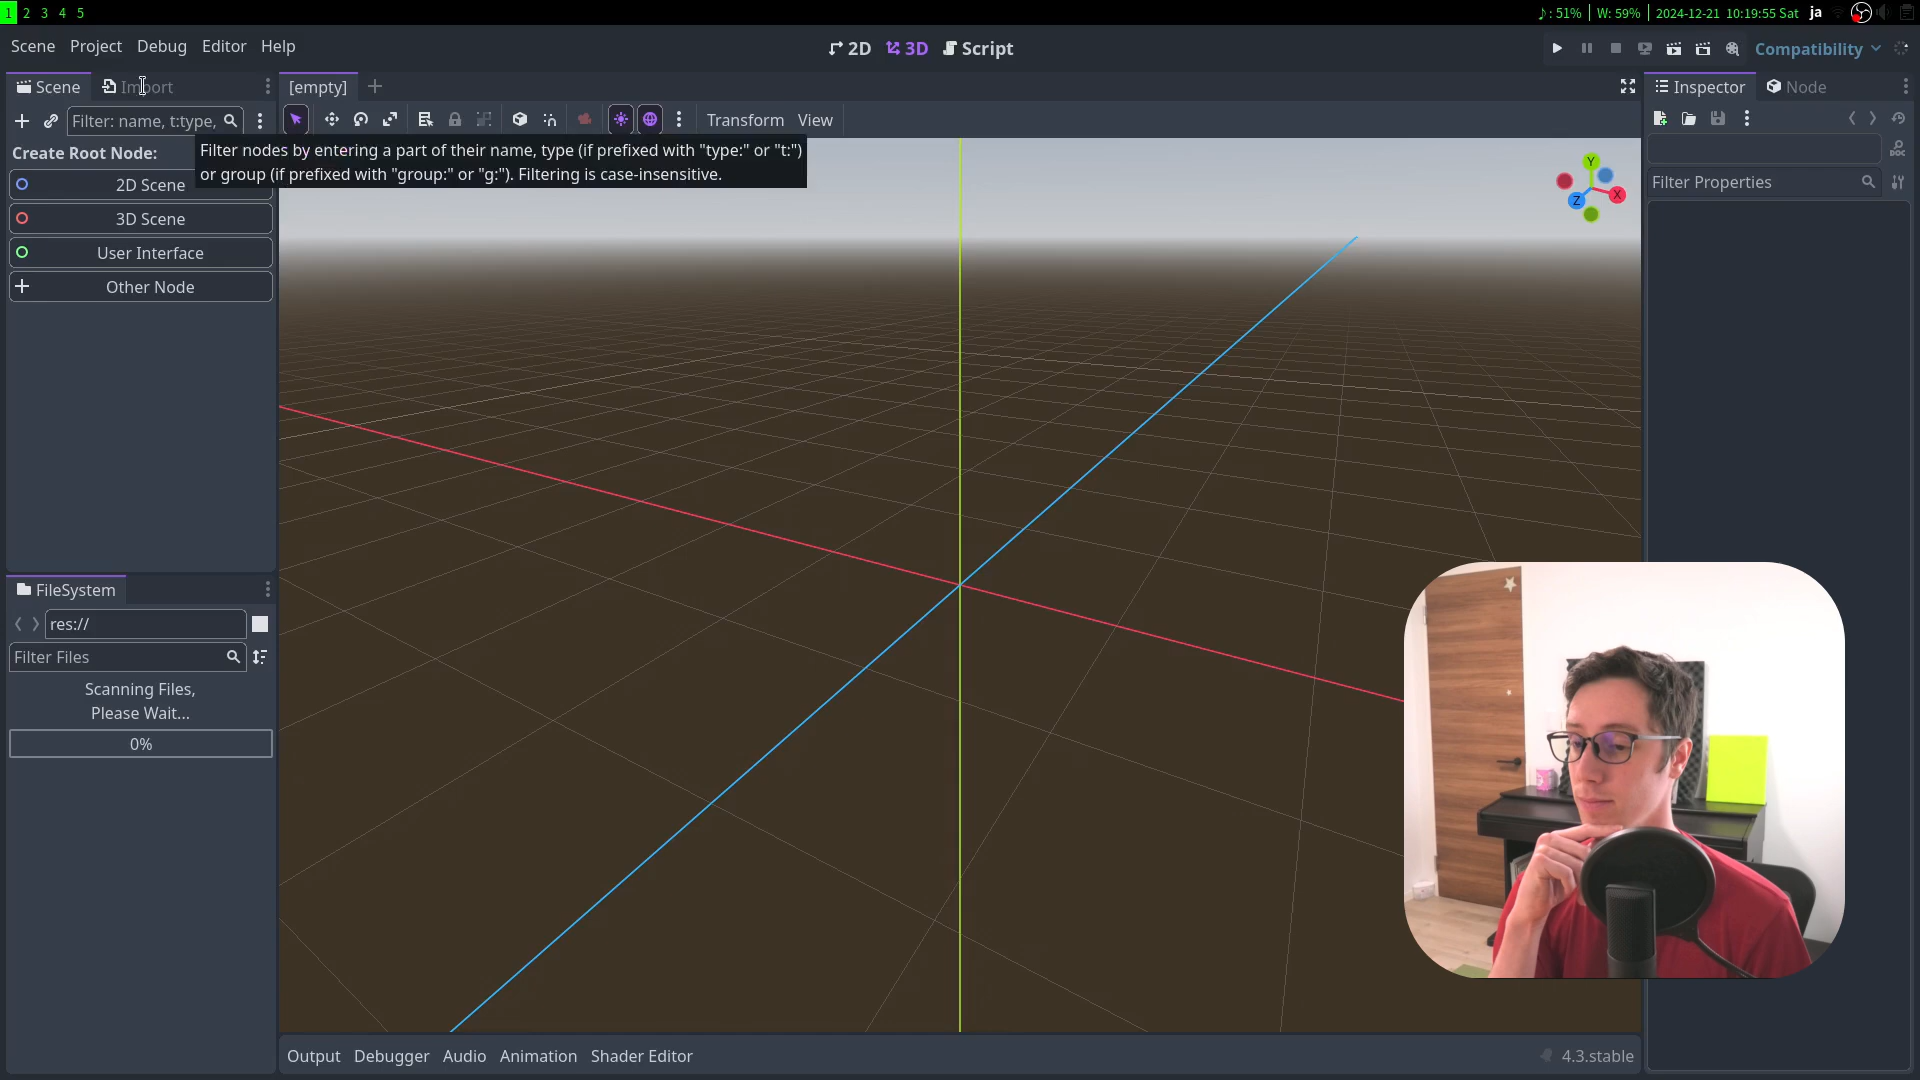 1 2 3 4 5
♪: 51% | W: 59% | 2024-12-21 10:19:55 Sat ja
Scene Project Debug Editor Help
2D 3D Script
Compatibility
Scene Import
[empty]
Inspector Node
Filter: name, t:type,
Transform View
Create Root Node:
Filter nodes by entering a part of their name, type (if prefixed with "type:" or "t:")
or group (if prefixed with "group:" or "g:"). Filtering is case-insensitive.
2D Scene
3D Scene
User Interface
Other Node
Y
X
Z
Filter Properties
FileSystem
res://
Filter Files
Scanning Files,
Please Wait...
0%
Output Debugger Audio Animation Shader Editor
4.3.stable